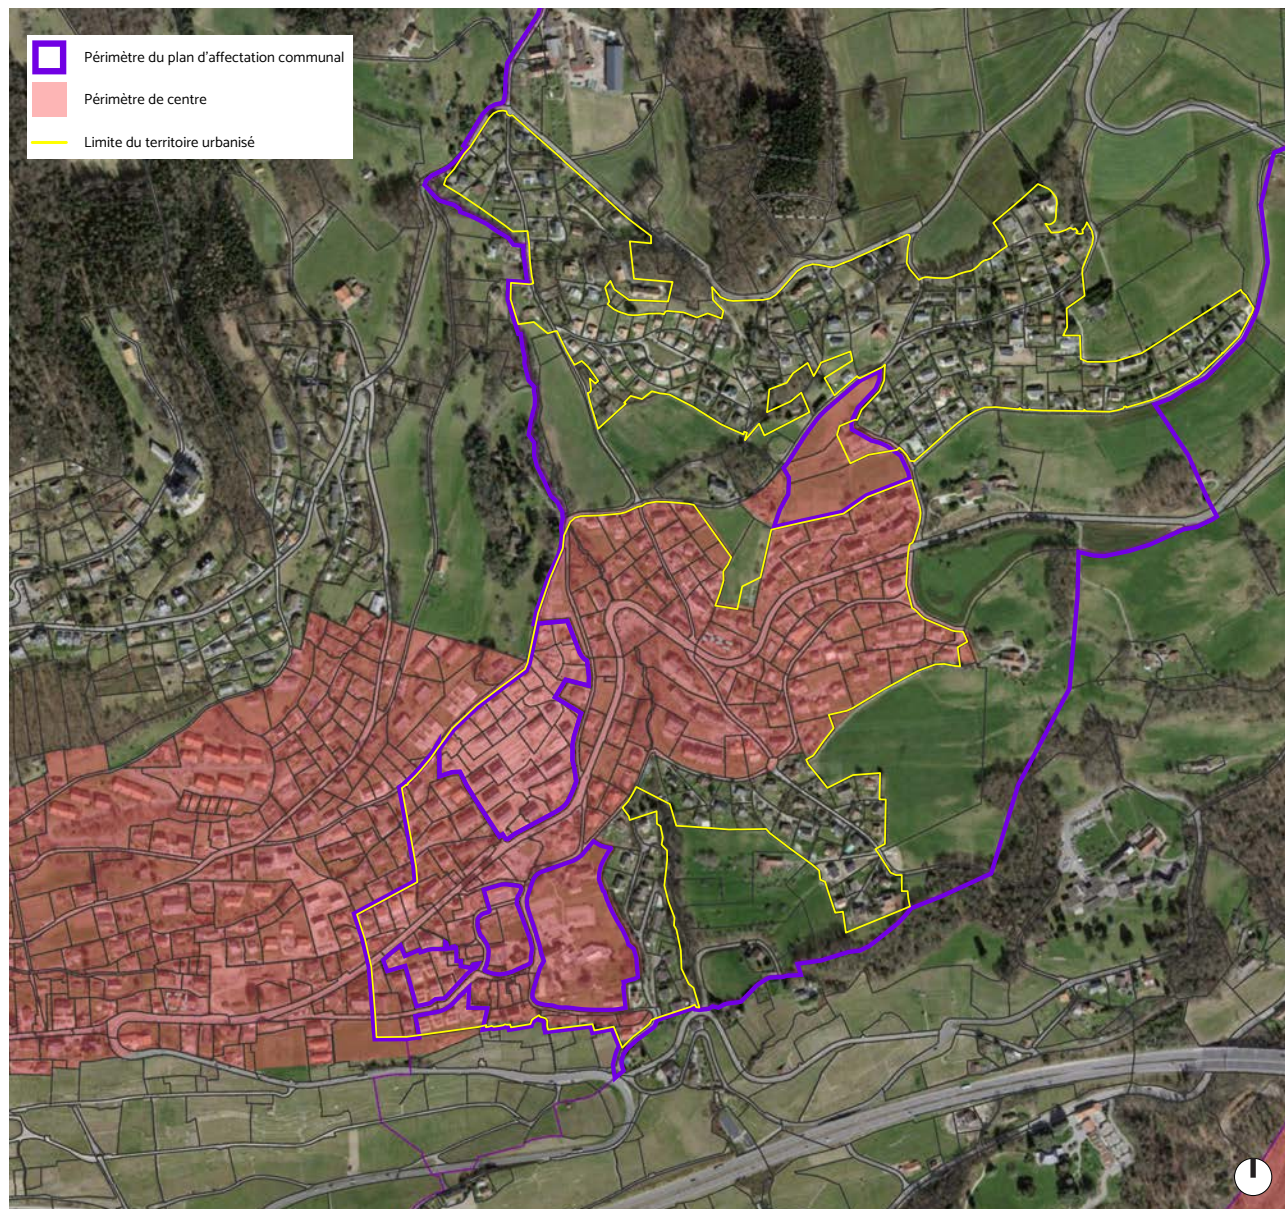 Périmètre du plan d'affectation communal
Périmètre de centre
Limite du territoire urbanisé